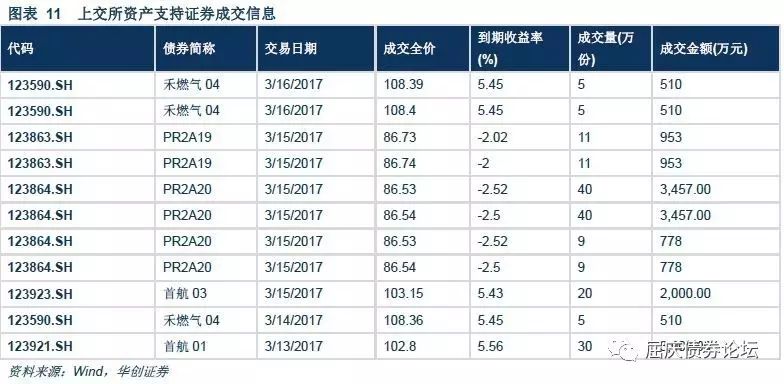 图表 11 上交所资产支持证券成交信息
代码 债券简称 交易日期 成交全价 到期收益率(%) 成交量(万份) 成交金额(万元)
123590.SH 禾燃气 04 3/16/2017 108.39 5.45 5 510
123590.SH 禾燃气 04 3/16/2017 108.4 5.45 5 510
123863.SH PR2A19 3/15/2017 86.73 -2.02 11 953
123863.SH PR2A19 3/15/2017 86.74 -2 11 953
123864.SH PR2A20 3/15/2017 86.53 -2.52 40 3,457.00
123864.SH PR2A20 3/15/2017 86.54 -2.5 40 3,457.00
123864.SH PR2A20 3/15/2017 86.53 -2.52 9 778
123864.SH PR2A20 3/15/2017 86.54 -2.5 9 778
123923.SH 首航 03 3/15/2017 103.15 5.43 20 2,000.00
123590.SH 禾燃气 04 3/14/2017 108.36 5.45 5 510
123921.SH 首航 01 3/13/2017 102.8 5.56 30
屈庆债券论坛
资料来源：Wind，华创证券